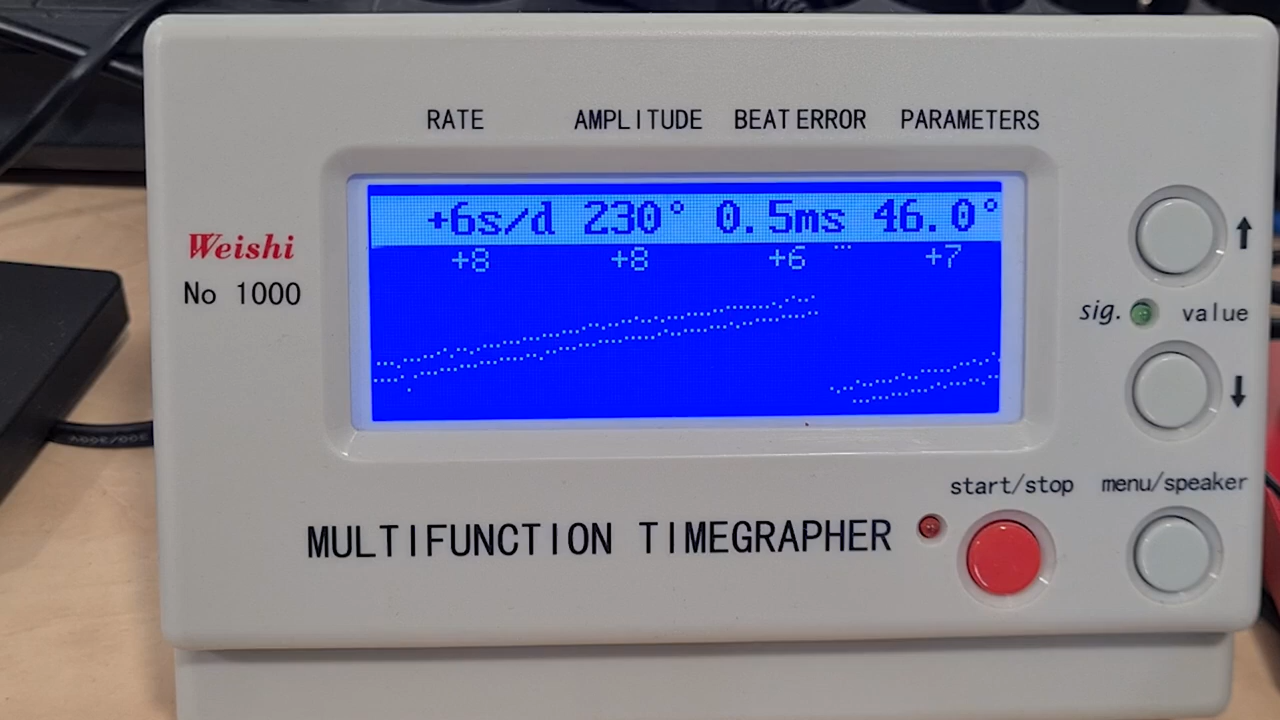 RATE AMPLITUDE BEAT ERROR PARAMETERS
+6s/d 230° 0.5ms 46.0°
+8 +8 +6 +7
Weishi
No 1000
sig. value
start/stop menu/speaker
MULTIFUNCTION TIMEGRAPHER